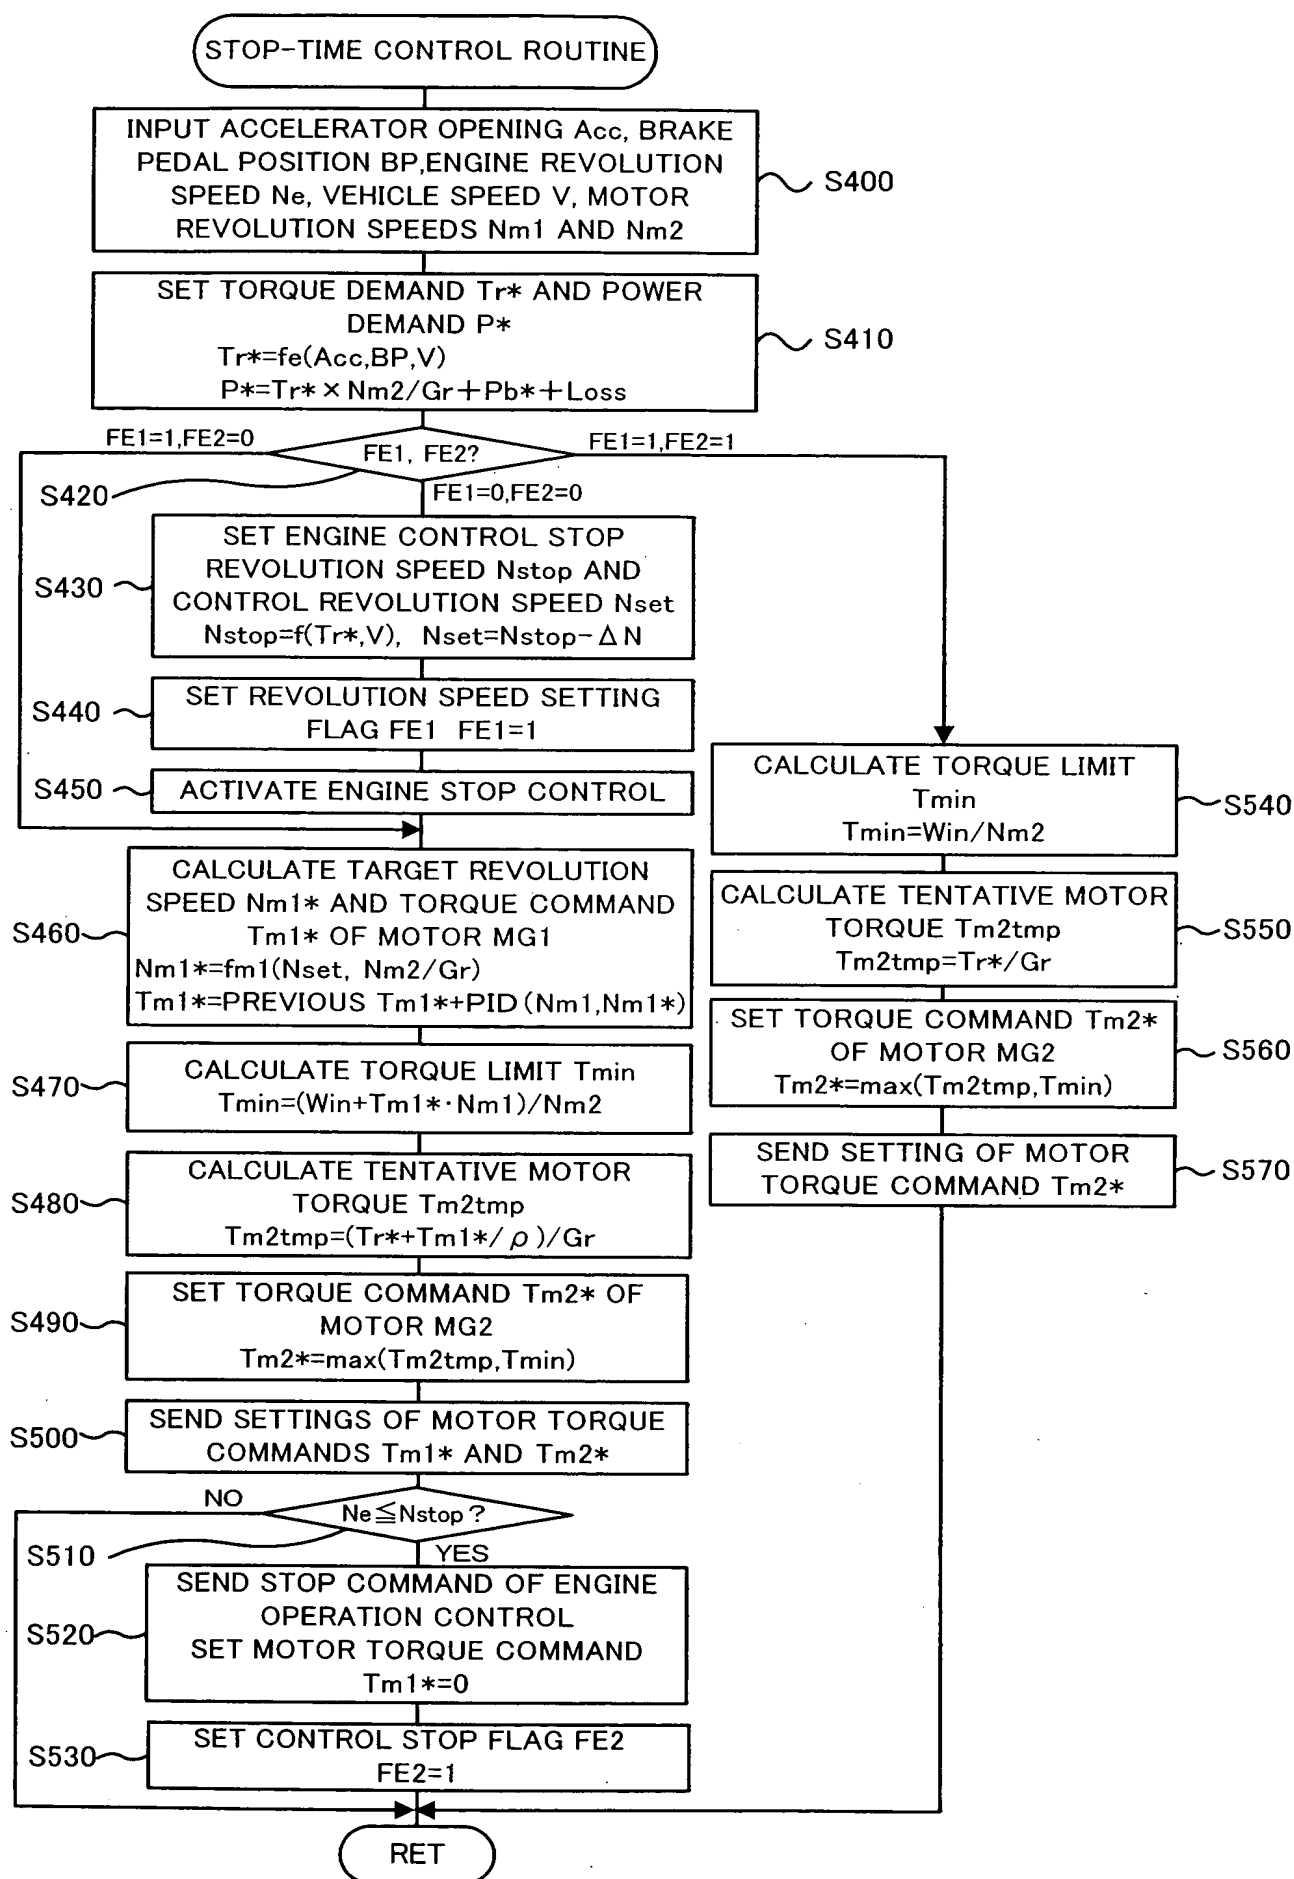 STOP-TIME CONTROL ROUTINE
INPUT ACCELERATOR OPENING Acc, BRAKE
PEDAL POSITION BP,ENGINE REVOLUTION
SPEED Ne, VEHICLE SPEED V, MOTOR
REVOLUTION SPEEDS Nm1 AND Nm2
S400
SET TORQUE DEMAND Tr* AND POWER
DEMAND P*
Tr*=fe(Acc,BP,V)
P*=Tr*×Nm2/Gr+Pb*+Loss
S410
FE1=1,FE2=0
FE1, FE2?
FE1=1,FE2=1
S420
FE1=0,FE2=0
SET ENGINE CONTROL STOP
REVOLUTION SPEED Nstop AND
CONTROL REVOLUTION SPEED Nset
Nstop=f(Tr*,V), Nset=Nstop-ΔN
S430
SET REVOLUTION SPEED SETTING
FLAG FE1 FE1=1
S440
S450
ACTIVATE ENGINE STOP CONTROL
CALCULATE TARGET REVOLUTION
SPEED Nm1* AND TORQUE COMMAND
Tm1* OF MOTOR MG1
Nm1*=fm1(Nset, Nm2/Gr)
Tm1*=PREVIOUS Tm1*+PID(Nm1,Nm1*)
S460
CALCULATE TORQUE LIMIT Tmin
Tmin=(Win+Tm1*·Nm1)/Nm2
S470
CALCULATE TENTATIVE MOTOR
TORQUE Tm2tmp
Tm2tmp=(Tr*+Tm1*/ρ)/Gr
S480
SET TORQUE COMMAND Tm2* OF
MOTOR MG2
Tm2*=max(Tm2tmp,Tmin)
S490
SEND SETTINGS OF MOTOR TORQUE
COMMANDS Tm1* AND Tm2*
S500
NO
Ne≦Nstop?
S510
YES
SEND STOP COMMAND OF ENGINE
OPERATION CONTROL
SET MOTOR TORQUE COMMAND
Tm1*=0
S520
SET CONTROL STOP FLAG FE2
FE2=1
S530
CALCULATE TORQUE LIMIT
Tmin
Tmin=Win/Nm2
S540
CALCULATE TENTATIVE MOTOR
TORQUE Tm2tmp
Tm2tmp=Tr*/Gr
S550
SET TORQUE COMMAND Tm2*
OF MOTOR MG2
Tm2*=max(Tm2tmp,Tmin)
S560
SEND SETTING OF MOTOR
TORQUE COMMAND Tm2*
S570
RET